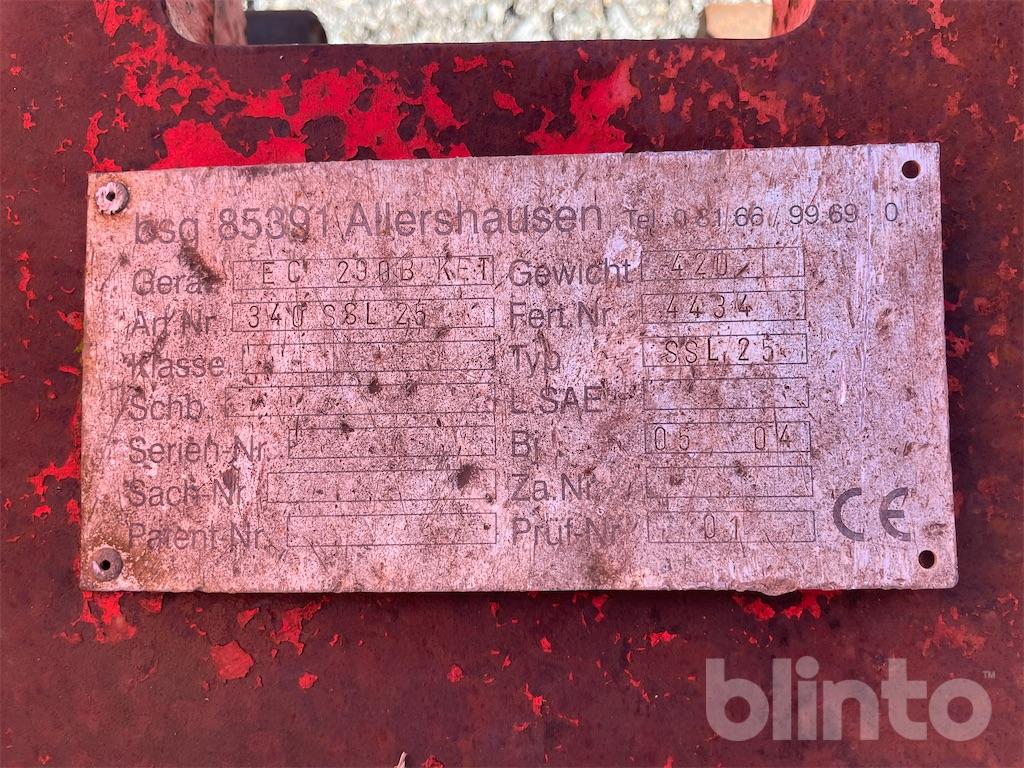 bsg 85391 Allershausen Tel. 0 81 66 / 99 69 - 0
Gerät EC 290B KET Gewicht 420
Art.Nr. 340 SSL 25 Fert.Nr. 4434
Klasse Typ SSL 25
Schb. L.SAE
Serien-Nr. Bj. 05 04
Sach-Nr. Za.Nr.
Patent-Nr. Prüf-Nr. 01
CE
blinto™